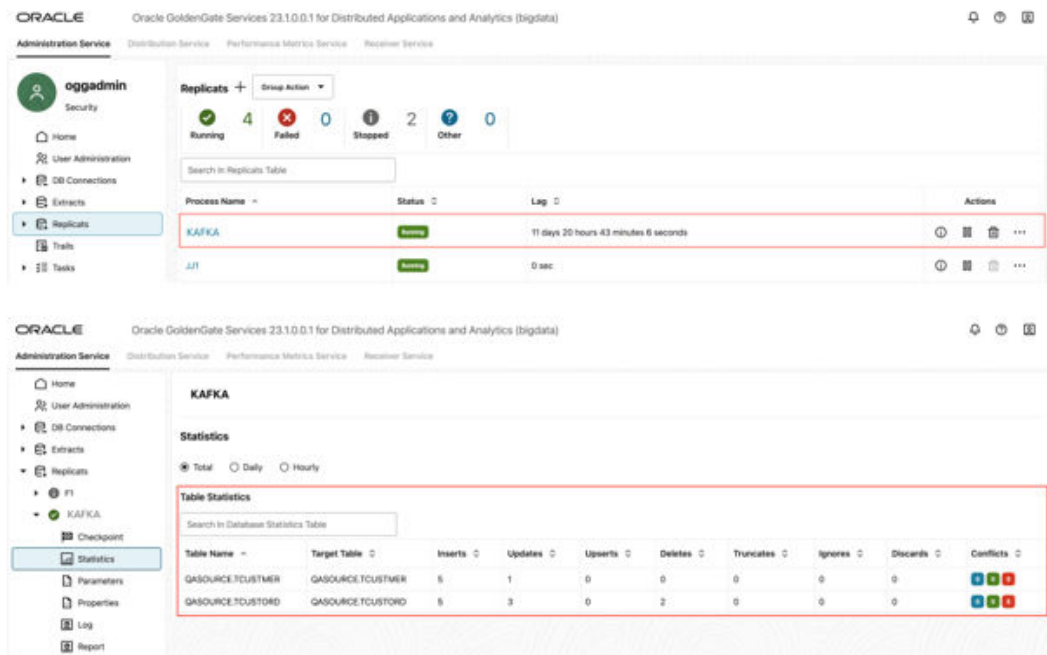 ORACLE Oracle GoldenGate Services 23.1.0.0.1 for Distributed Applications and Analytics (bigdata)
Administration Service Distribution Service Performance Metrics Service Receiver Service
oggadmin
Security
Home
User Administration
DB Connections
Extracts
Replicats
Trails
Tasks
Replicats Group Action
4 0 2 0
Running Failed Stopped Other
Search in Replicats Table
Process Name Status Lag Actions
KAFKA Running 11 days 20 hours 43 minutes 6 seconds
JJ1 Running 0 sec
ORACLE Oracle GoldenGate Services 23.1.0.0.1 for Distributed Applications and Analytics (bigdata)
Administration Service Distribution Service Performance Metrics Service Receiver Service
Home
User Administration
DB Connections
Extracts
Replicats
F1
KAFKA
Checkpoint
Statistics
Parameters
Properties
Log
Report
KAFKA
Statistics
Total Daily Hourly
Table Statistics
Search in Database Statistics Table
Table Name Target Table Inserts Updates Upserts Deletes Truncates Ignores Discards Conflicts
QASOURCE.TCUSTMER QASOURCE.TCUSTMER 5 1 0 0 0 0 0
QASOURCE.TCUSTORD QASOURCE.TCUSTORD 5 3 0 2 0 0 0